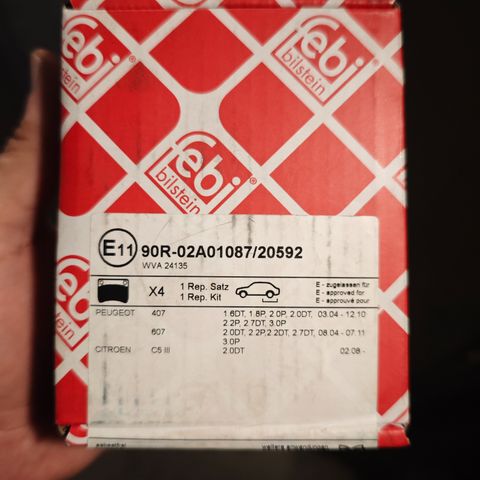 febi
bilstein
febi
bilstein
febi
bilstein
febi
bilstein
E11 90R-02A01087/20592
WVA 24135
X4 1 Rep. Satz
1 Rep. Kit
E - zugelassen für
E - approved for
E - approuvé pour
PEUGEOT 407 1.6DT, 1.8P, 2.0P, 2.0DT, 03.04 - 12.10
2.2P, 2.7DT, 3.0P
607 2.0DT, 2.2P,2.2DT, 2.7DT, 08.04 - 07.11
3.0P
CITROEN C5 III 2.0DT 02.08 -